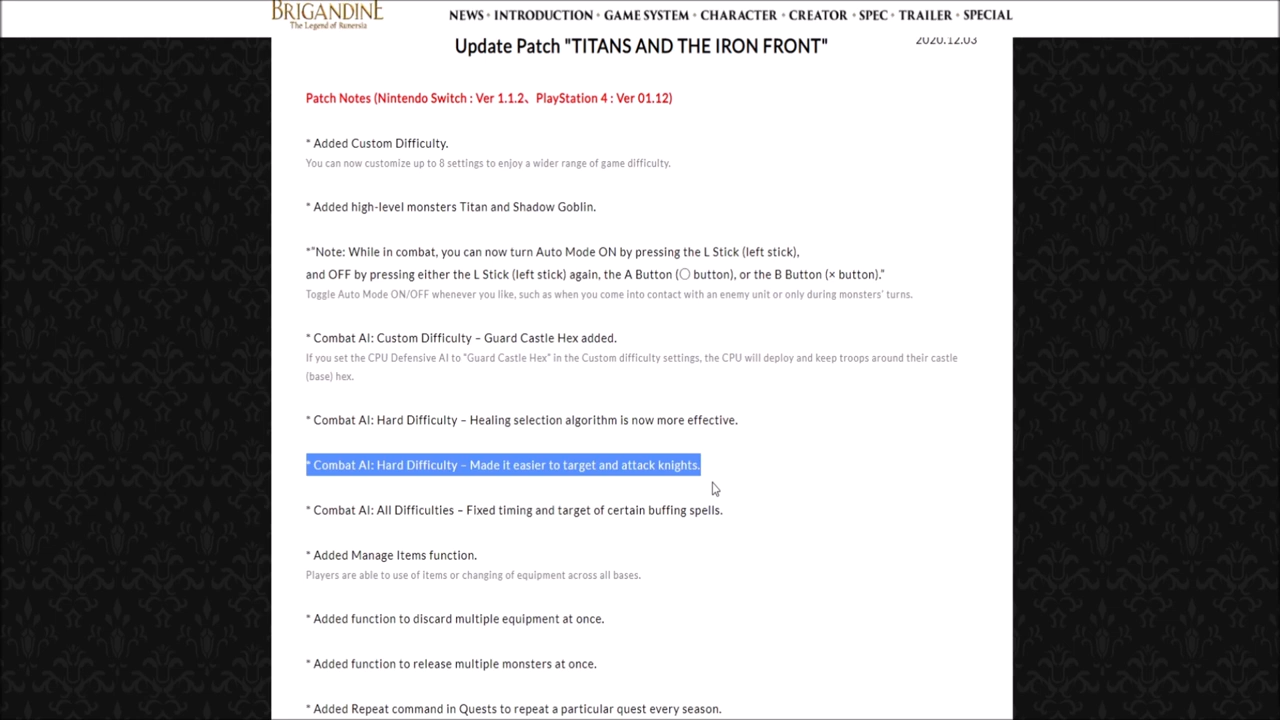 BRIGANDINE
The Legend of Runersia
NEWS · INTRODUCTION · GAME SYSTEM · CHARACTER · CREATOR · SPEC · TRAILER · SPECIAL
Update Patch "TITANS AND THE IRON FRONT"
2020.12.03
Patch Notes (Nintendo Switch : Ver 1.1.2、 PlayStation 4 : Ver 01.12)
* Added Custom Difficulty.
You can now customize up to 8 settings to enjoy a wider range of game difficulty.
* Added high-level monsters Titan and Shadow Goblin.
*"Note: While in combat, you can now turn Auto Mode ON by pressing the L Stick (left stick),
and OFF by pressing either the L Stick (left stick) again, the A Button (〇 button), or the B Button (× button)."
Toggle Auto Mode ON/OFF whenever you like, such as when you come into contact with an enemy unit or only during monsters' turns.
* Combat AI: Custom Difficulty – Guard Castle Hex added.
If you set the CPU Defensive AI to "Guard Castle Hex" in the Custom difficulty settings, the CPU will deploy and keep troops around their castle
(base) hex.
* Combat AI: Hard Difficulty – Healing selection algorithm is now more effective.
* Combat AI: Hard Difficulty – Made it easier to target and attack knights.
* Combat AI: All Difficulties – Fixed timing and target of certain buffing spells.
* Added Manage Items function.
Players are able to use of items or changing of equipment across all bases.
* Added function to discard multiple equipment at once.
* Added function to release multiple monsters at once.
* Added Repeat command in Quests to repeat a particular quest every season.